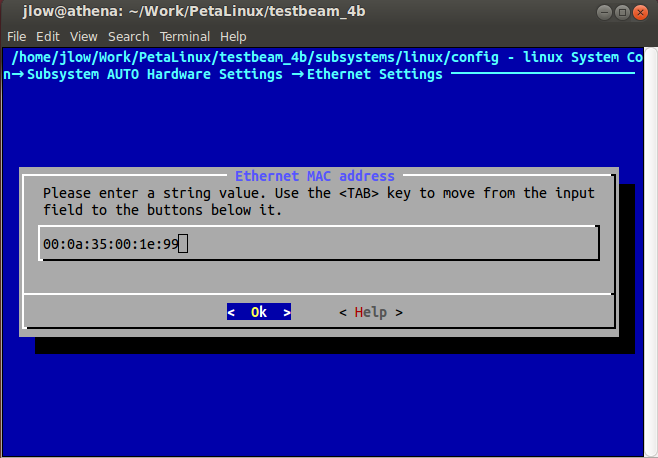 jlow@athena: ~/Work/PetaLinux/testbeam_4b
File Edit View Search Terminal Help
/home/jlow/Work/PetaLinux/testbeam_4b/subsystems/linux/config - linux System Co
n→Subsystem AUTO Hardware Settings →Ethernet Settings
Ethernet MAC address
Please enter a string value. Use the <TAB> key to move from the input
field to the buttons below it.
00:0a:35:00:1e:99
< Ok > < Help >